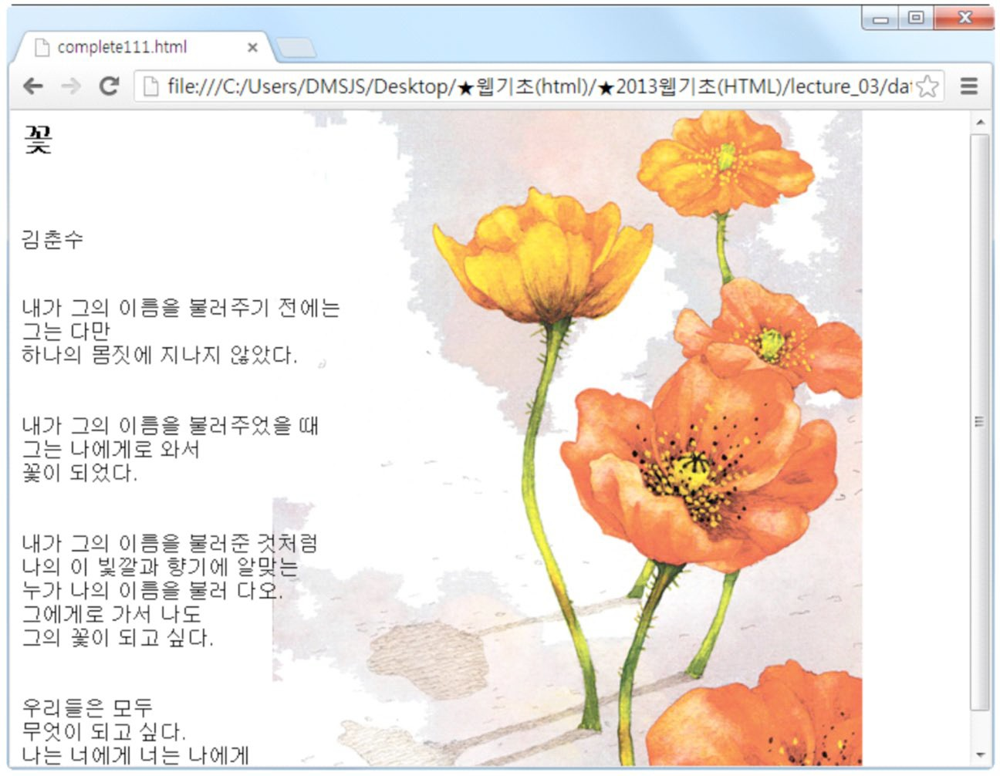 complete111.html
file:///C:/Users/DMSJS/Desktop/★웹기초(html)/★2013웹기초(HTML)/lecture_03/dat
꽃
김춘수
내가 그의 이름을 불러주기 전에는
그는 다만
하나의 몸짓에 지나지 않았다.
내가 그의 이름을 불러주었을 때
그는 나에게로 와서
꽃이 되었다.
내가 그의 이름을 불러준 것처럼
나의 이 빛깔과 향기에 알맞는
누가 나의 이름을 불러 다오.
그에게로 가서 나도
그의 꽃이 되고 싶다.
우리들은 모두
무엇이 되고 싶다.
나는 너에게 너는 나에게